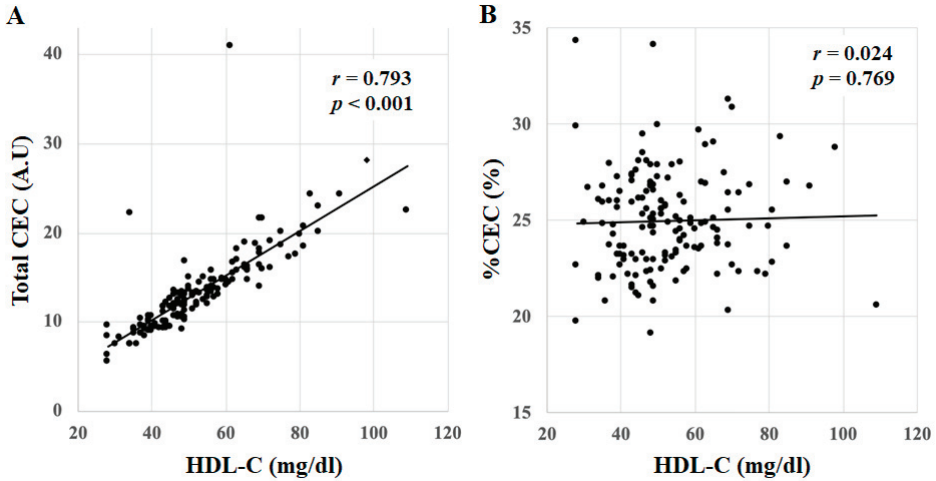 A
Total CEC (A.U)
40
30
20
10
0
r = 0.793
p < 0.001
20 40 60 80 100 120
HDL-C (mg/dl)
B
%CEC (%)
35
30
25
20
15
r = 0.024
p = 0.769
20 40 60 80 100 120
HDL-C (mg/dl)